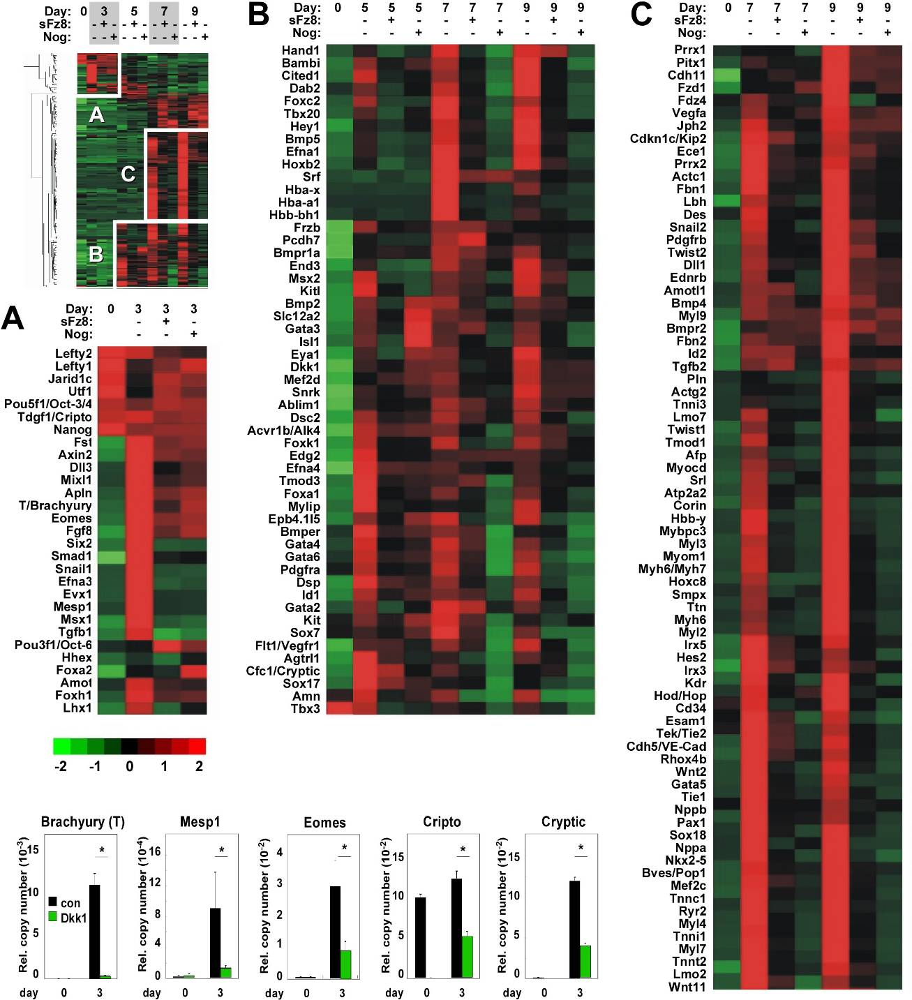 Day: 0 3 5 7 9
sFz8: - + - - + - - + - - + -
Nog: - - + - - + - - + - - +
A
C
B
A
Day: 0 3 3 3
sFz8: - +
Nog: - +
Lefty2
Lefty1
Jarid1c
Utf1
Pou5f1/Oct-3/4
Tdgf1/Cripto
Nanog
Fst
Axin2
Dll3
Mixl1
Apln
T/Brachyury
Eomes
Fgf8
Six2
Smad1
Snail1
Efna3
Evx1
Mesp1
Msx1
Tgfb1
Pou3f1/Oct-6
Hhex
Foxa2
Amot
Foxh1
Lhx1
-2 -1 0 1 2
B
Day: 0 5 5 5 7 7 7 9 9 9
sFz8: - + - + - +
Nog: - + - + - +
Hand1
Bambi
Cited1
Dab2
Foxc2
Tbx20
Hey1
Bmp5
Efna1
Hoxb2
Srf
Hba-x
Hba-a1
Hbb-bh1
Frzb
Pcdh7
Bmpr1a
End3
Msx2
Kitl
Bmp2
Slc12a2
Gata3
Isl1
Eya1
Dkk1
Mef2d
Snrk
Ablim1
Dsc2
Acvr1b/Alk4
Foxk1
Edg2
Efna4
Tmod3
Foxa1
Mylip
Epb4.1l5
Bmper
Gata4
Gata6
Pdgfra
Dsp
Id1
Gata2
Kit
Sox7
Flt1/Vegfr1
Agtrl1
Cfc1/Cryptic
Sox17
Amn
Tbx3
C
Day: 0 7 7 7 9 9 9
sFz8: - + - +
Nog: - + - +
Prrx1
Pitx1
Cdh11
Fzd1
Fdz4
Vegfa
Jph2
Cdkn1c/Kip2
Ece1
Prrx2
Actc1
Fbn1
Lbh
Des
Snail2
Pdgfrb
Twist2
Dll1
Ednrb
Amotl1
Bmp4
Myl9
Bmpr2
Fbn2
Id2
Tgfb2
Pln
Actg2
Tnni3
Lmo7
Twist1
Tmod1
Afp
Myocd
Srl
Atp2a2
Corin
Hbb-y
Mybpc3
Myl3
Myom1
Myh6/Myh7
Hoxc8
Smpx
Ttn
Myh6
Myl2
Irx5
Hes2
Irx3
Kdr
Hod/Hop
Cd34
Esam1
Tek/Tie2
Cdh5/VE-Cad
Rhox4b
Wnt2
Gata5
Tie1
Nppb
Pax1
Sox18
Nppa
Nkx2-5
Bves/Pop1
Mef2c
Tnnc1
Ryr2
Myl4
Tnni1
Myl7
Tnnt2
Lmo2
Wnt11
Brachyury (T)
Rel. copy number (10-3)
15
10
5
0
*
con
Dkk1
day 0 3
Mesp1
Rel. copy number (10-4)
16
12
8
4
0
*
0 3
Eomes
Rel. copy number (10-2)
4
3
2
1
0
*
day 0 3
Cripto
Rel. copy number (10-2)
15
10
5
0
*
day 0 3
Cryptic
Rel. copy number (10-2)
15
10
5
0
*
day 0 3